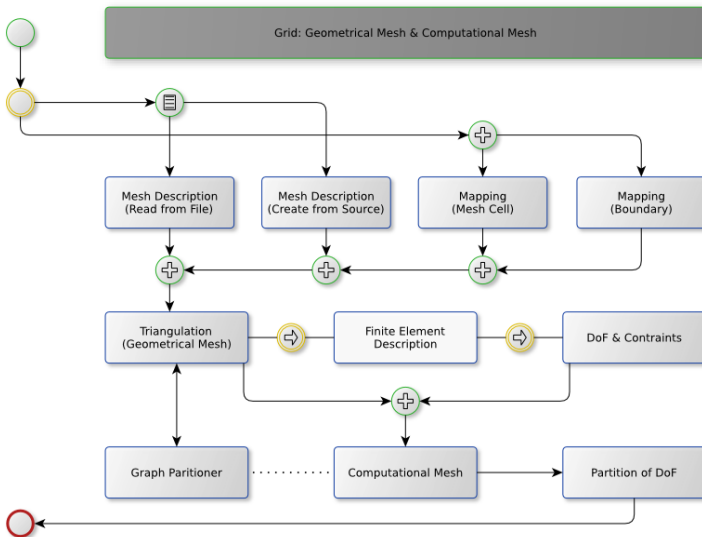 Grid: Geometrical Mesh & Computational Mesh
Mesh Description
(Read from File)
Mesh Description
(Create from Source)
Mapping
(Mesh Cell)
Mapping
(Boundary)
Triangulation
(Geometrical Mesh)
Finite Element
Description
DoF & Contraints
Graph Paritioner
Computational Mesh
Partition of DoF